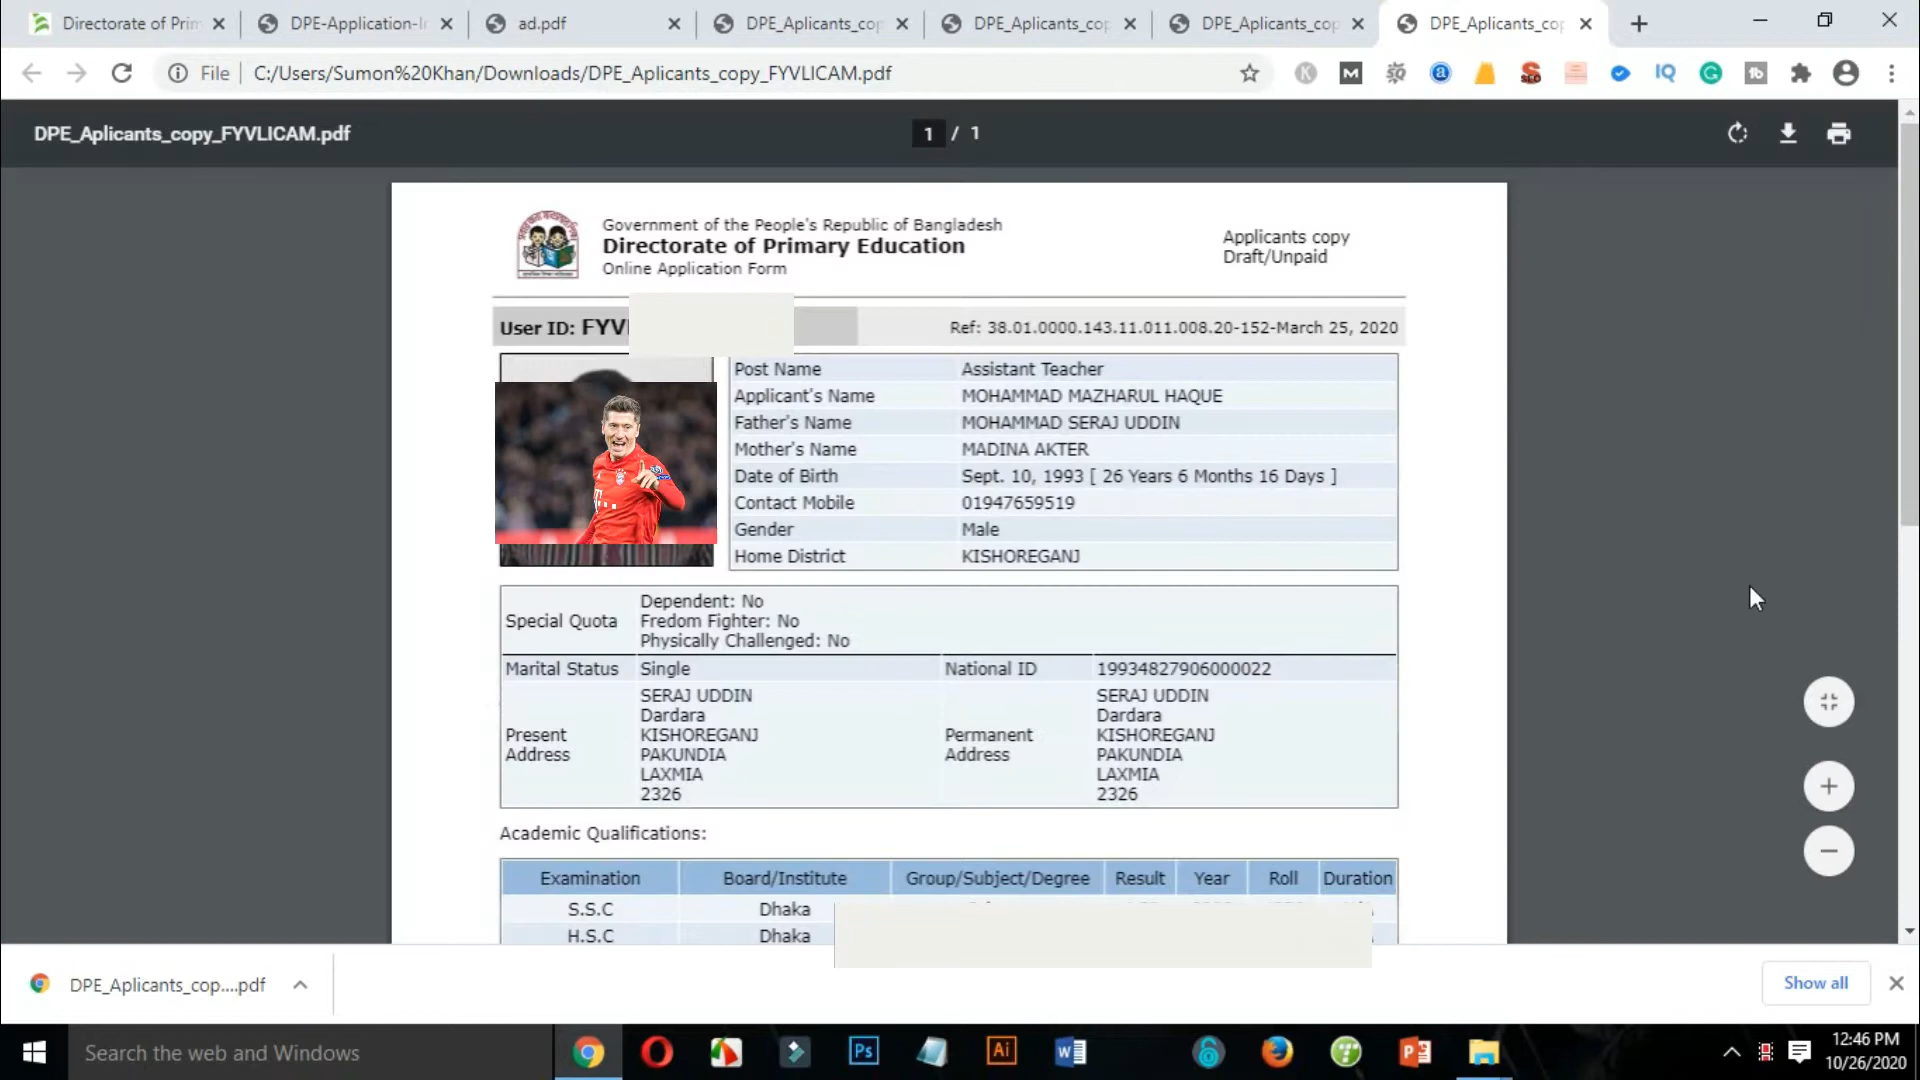 Directorate of Prim
DPE-Application-I
ad.pdf
DPE_Aplicants_cop
DPE_Aplicants_cop
DPE_Aplicants_cop
DPE_Aplicants_cop
File
C:/Users/Sumon%20Khan/Downloads/DPE_Aplicants_copy_FYVLICAM.pdf
DPE_Aplicants_copy_FYVLICAM.pdf
1 / 1
Government of the People's Republic of Bangladesh
Directorate of Primary Education
Online Application Form
Applicants copy
Draft/Unpaid
User ID: FYV
Ref: 38.01.0000.143.11.011.008.20-152-March 25, 2020
Post Name Assistant Teacher
Applicant's Name MOHAMMAD MAZHARUL HAQUE
Father's Name MOHAMMAD SERAJ UDDIN
Mother's Name MADINA AKTER
Date of Birth Sept. 10, 1993 [ 26 Years 6 Months 16 Days ]
Contact Mobile 01947659519
Gender Male
Home District KISHOREGANJ
Special Quota
Dependent: No
Fredom Fighter: No
Physically Challenged: No
Marital Status Single National ID 19934827906000022
Present
Address
SERAJ UDDIN
Dardara
KISHOREGANJ
PAKUNDIA
LAXMIA
2326
Permanent
Address
SERAJ UDDIN
Dardara
KISHOREGANJ
PAKUNDIA
LAXMIA
2326
Academic Qualifications:
Examination Board/Institute Group/Subject/Degree Result Year Roll Duration
S.S.C Dhaka
H.S.C Dhaka
DPE_Aplicants_cop....pdf
Show all
Search the web and Windows
12:46 PM
10/26/2020